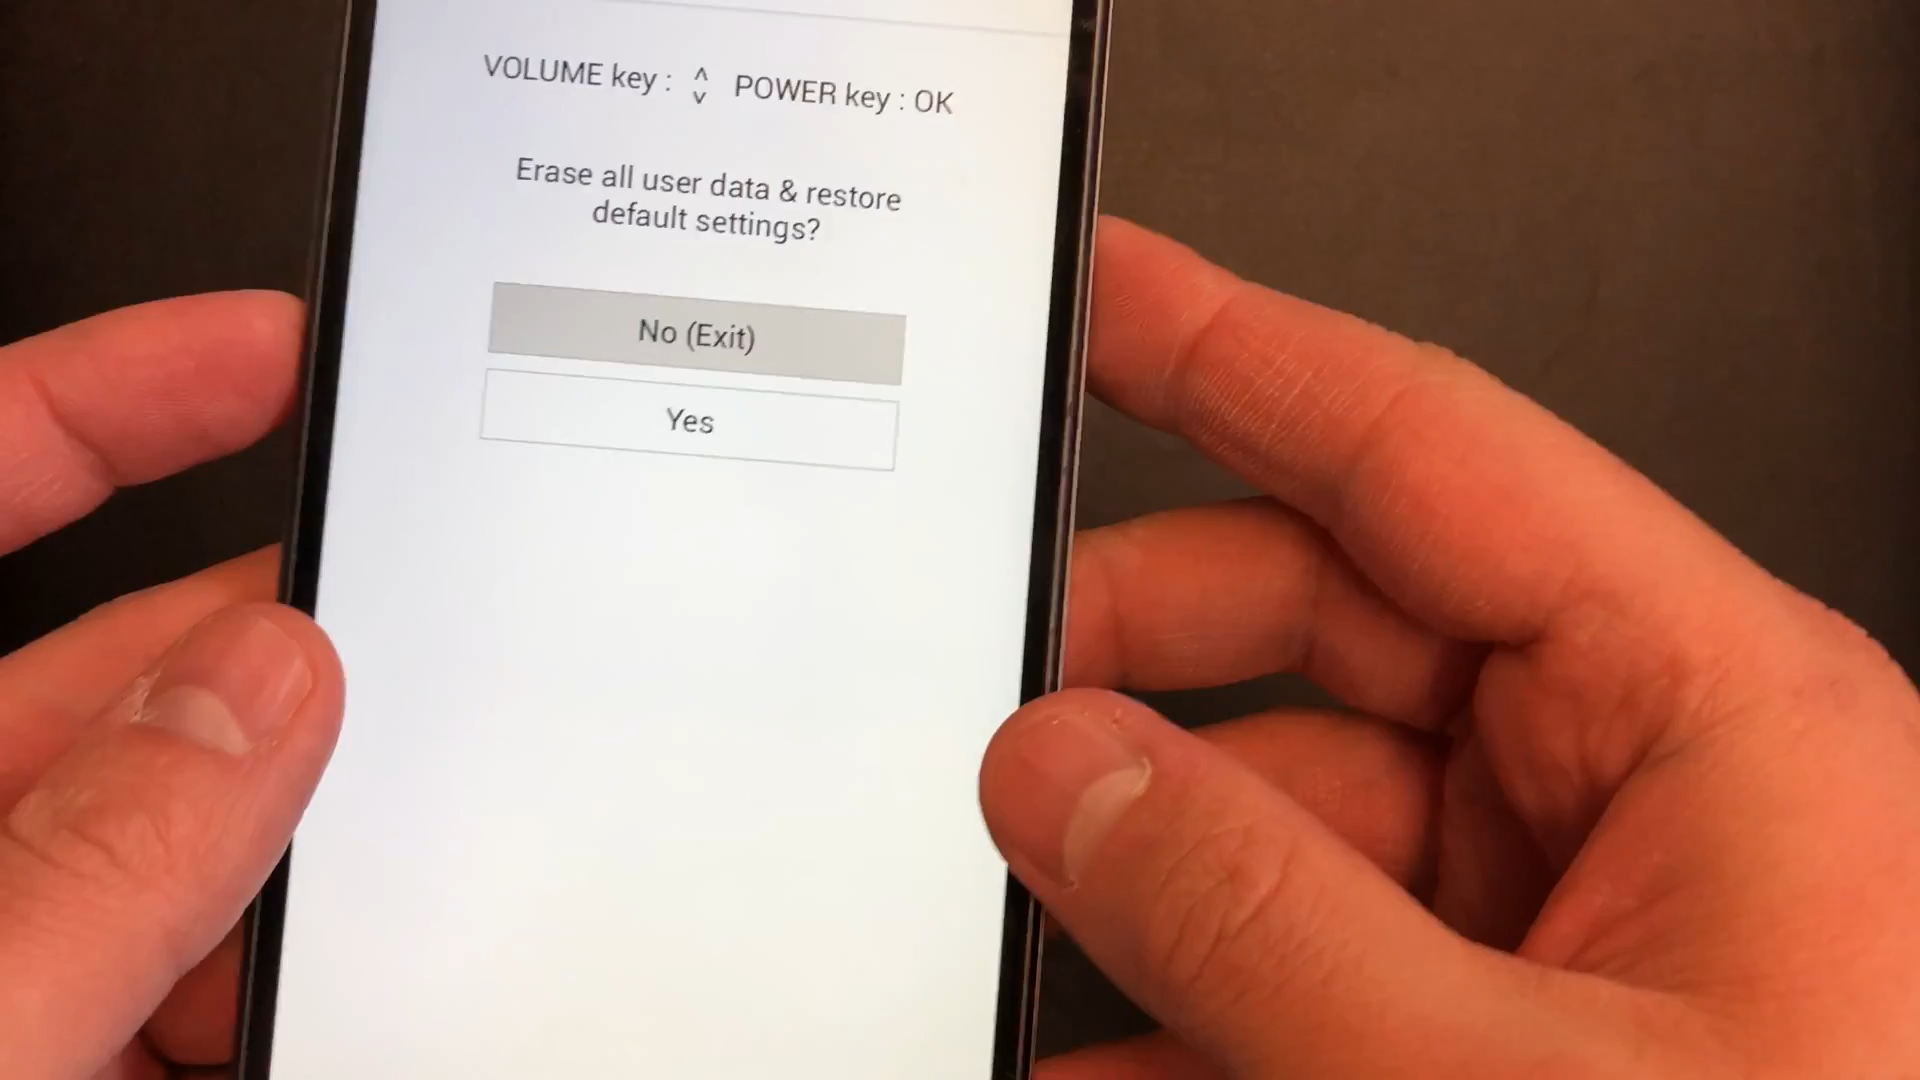 VOLUME key : ^ v POWER key : OK
Erase all user data & restore
default settings?
No (Exit)
Yes